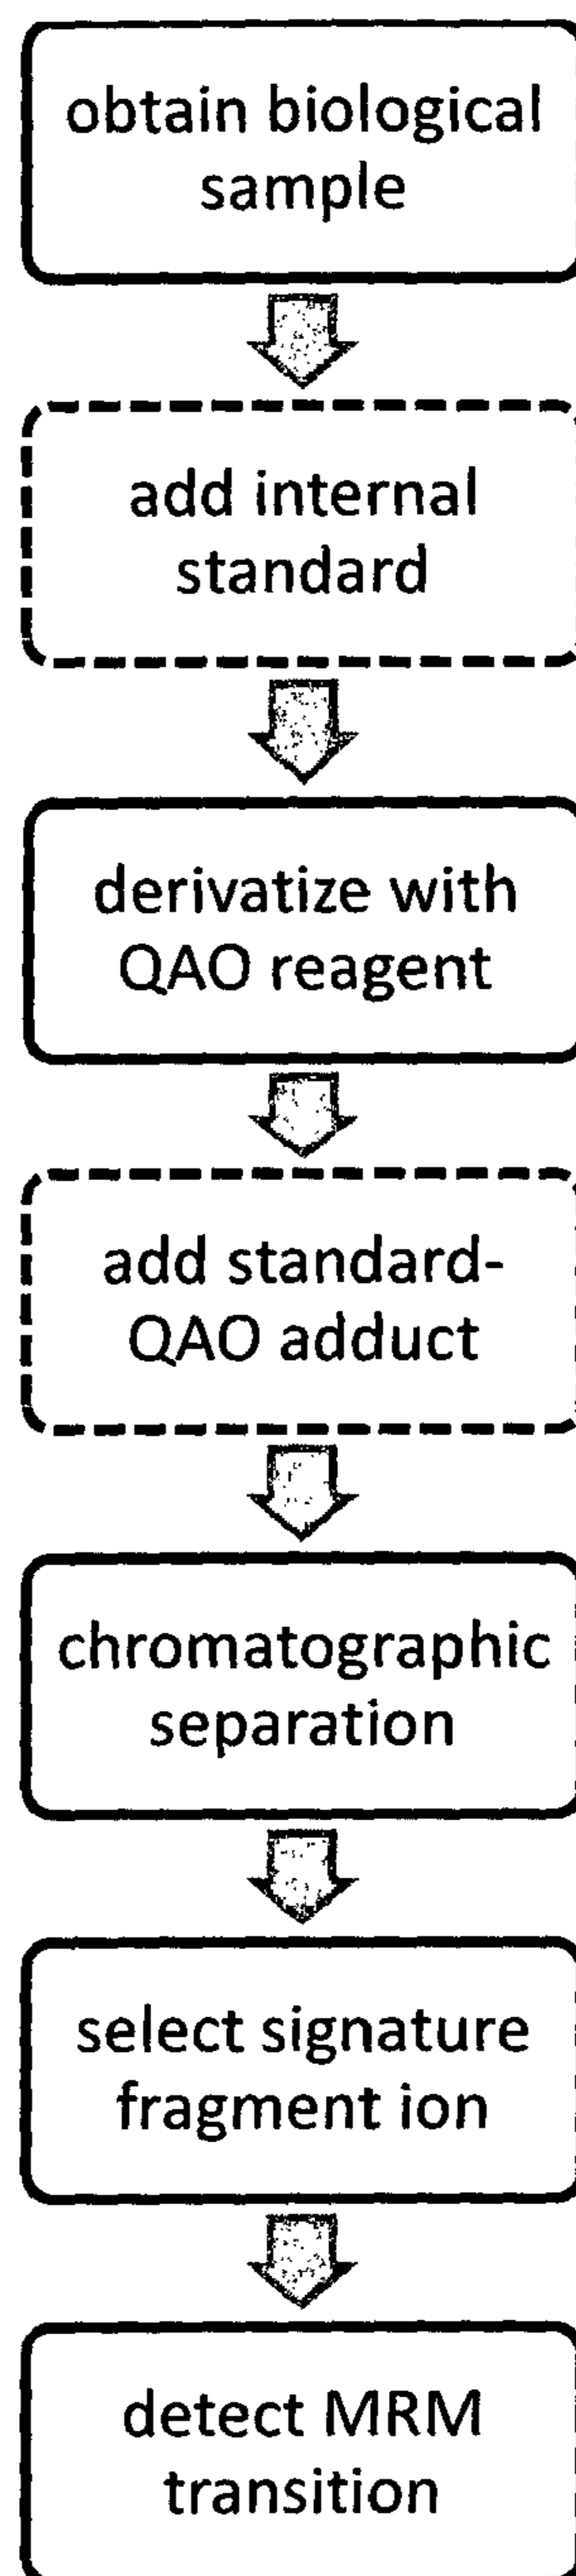 obtain biological
sample
add internal
standard
derivatize with
QAO reagent
add standard-
QAO adduct
chromatographic
separation
select signature
fragment ion
detect MRM
transition